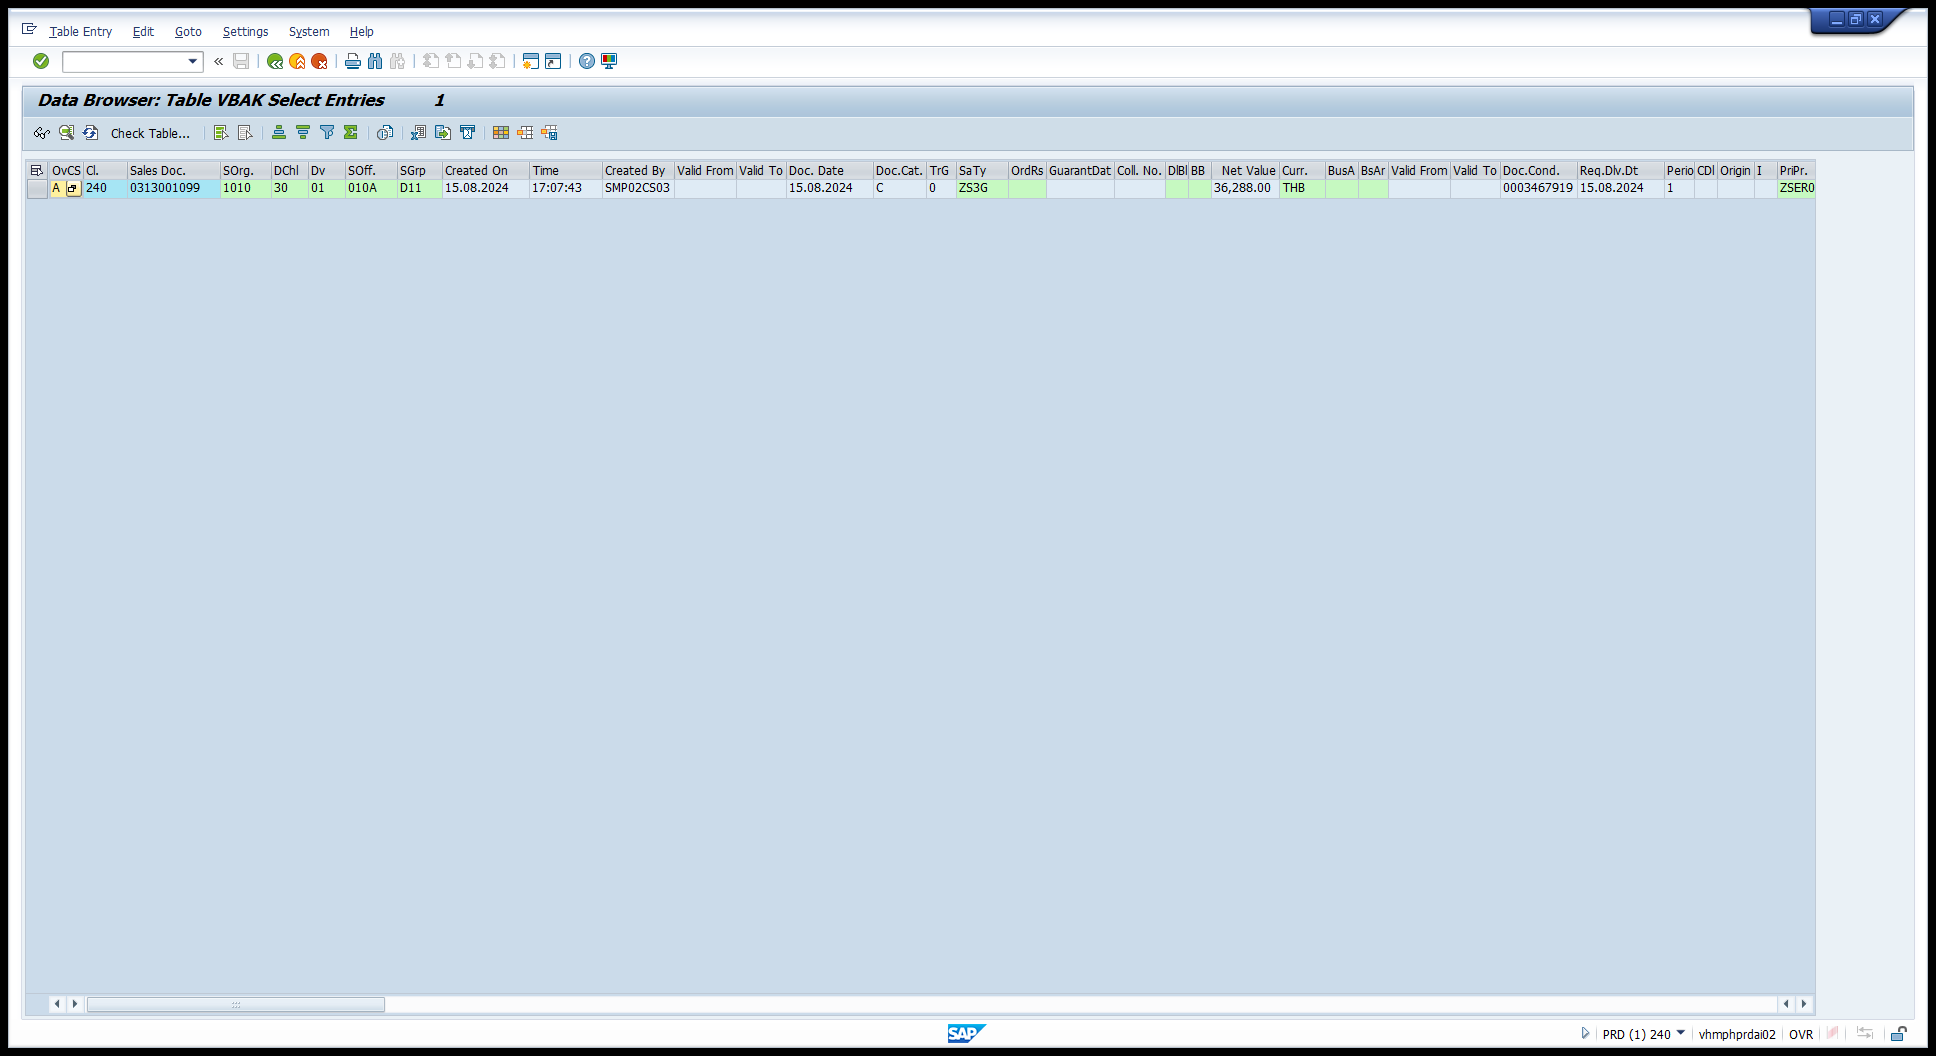 Table Entry Edit Goto Settings System Help
Data Browser: Table VBAK Select Entries 1
Check Table...
OvCS Cl. Sales Doc. SOrg. DChl Dv SOff. SGrp Created On Time Created By Valid From Valid To Doc. Date Doc.Cat. TrG SaTy OrdRs GuarantDat Coll. No. DlBl BB Net Value Curr. BusA BsAr Valid From Valid To Doc.Cond. Req.Dlv.Dt Perio CDl Origin I PriPr.
A 240 0313001099 1010 30 01 010A D11 15.08.2024 17:07:43 SMP02CS03 15.08.2024 C 0 ZS3G 36,288.00 THB 0003467919 15.08.2024 1 ZSER0
SAP PRD (1) 240 vhmphprdai02 OVR